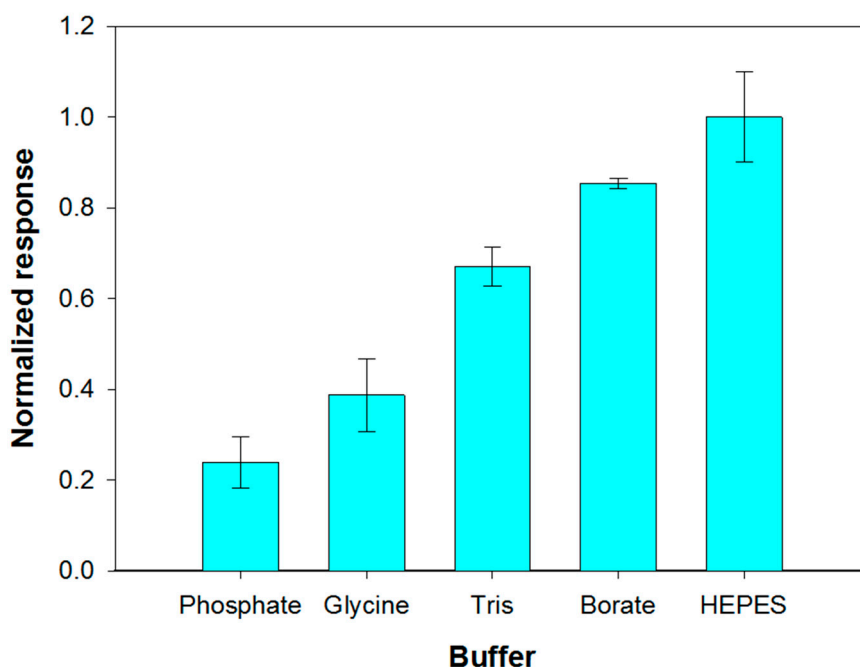 Normalized response
1.2
1.0
0.8
0.6
0.4
0.2
0.0
Phosphate Glycine Tris Borate HEPES
Buffer